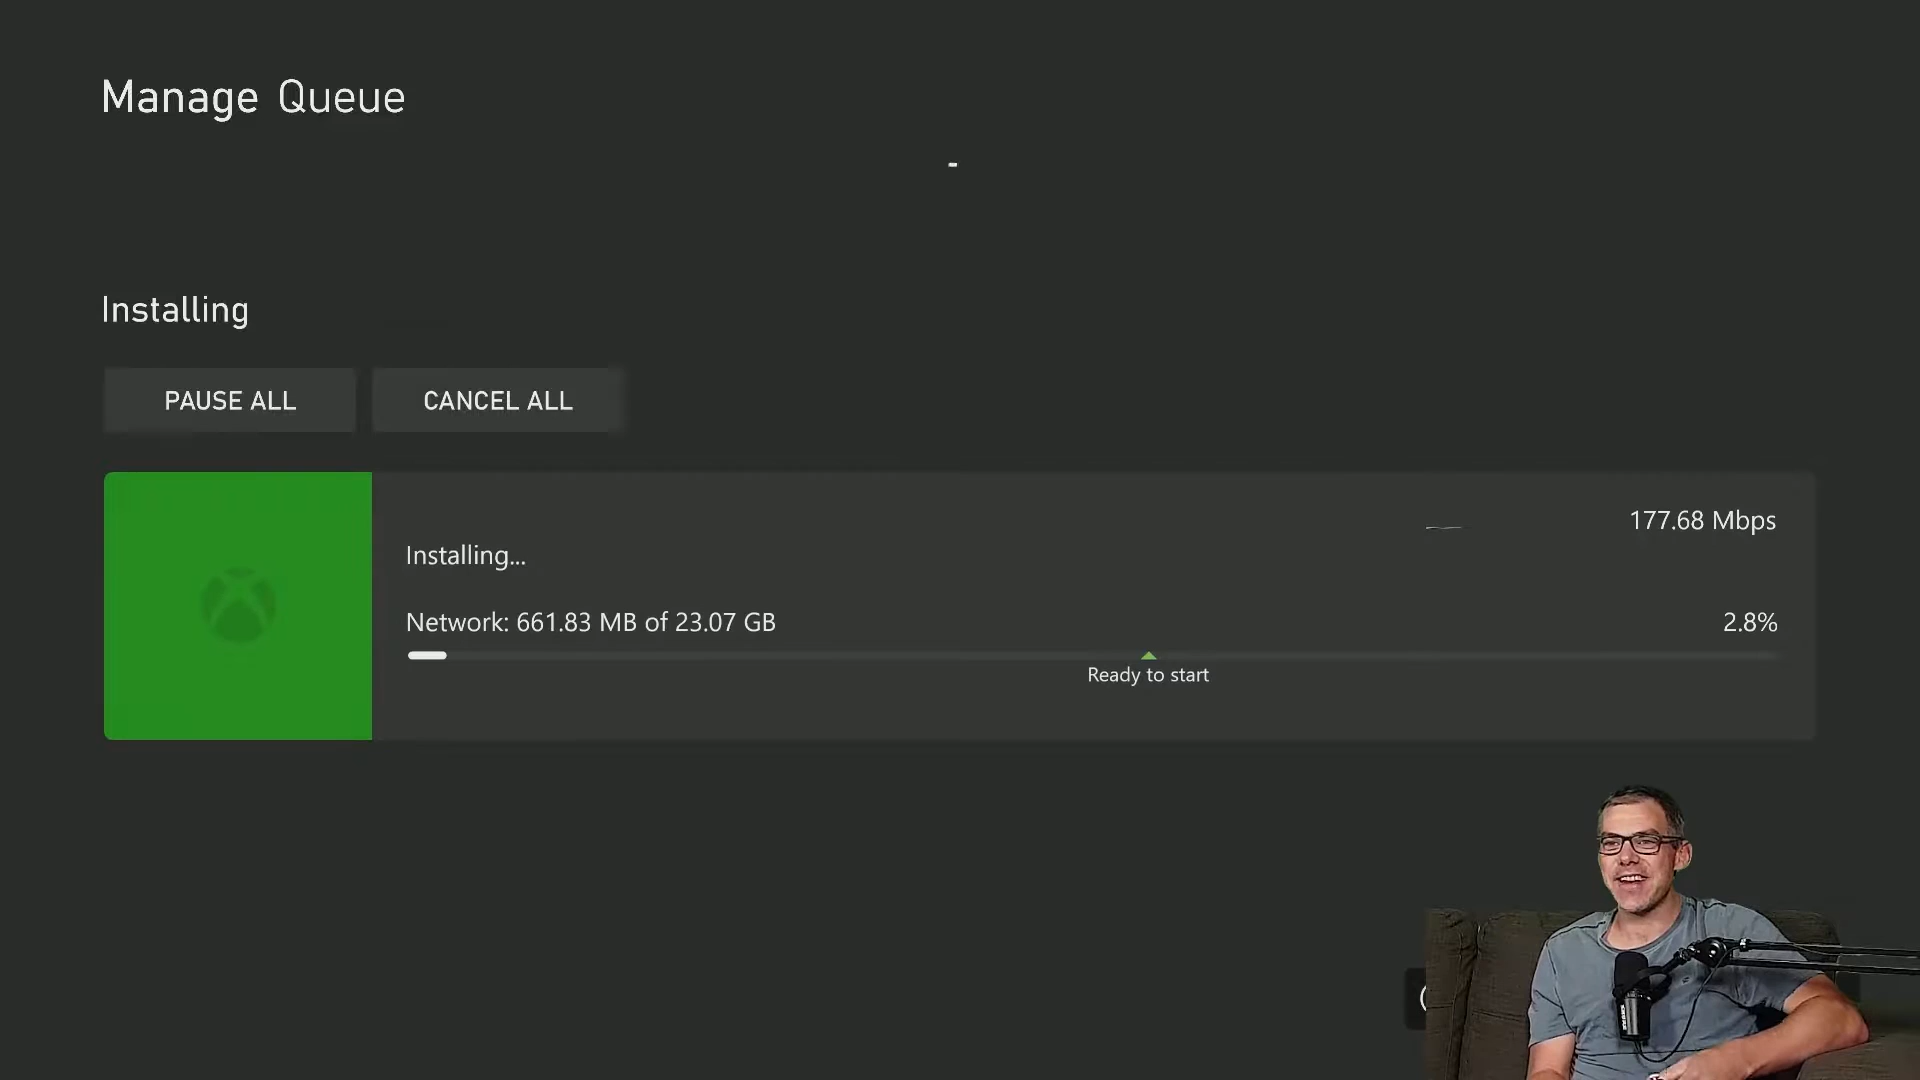 Manage Queue
Installing
PAUSE ALL
CANCEL ALL
177.68 Mbps
Installing...
Network: 661.83 MB of 23.07 GB
2.8%
Ready to start